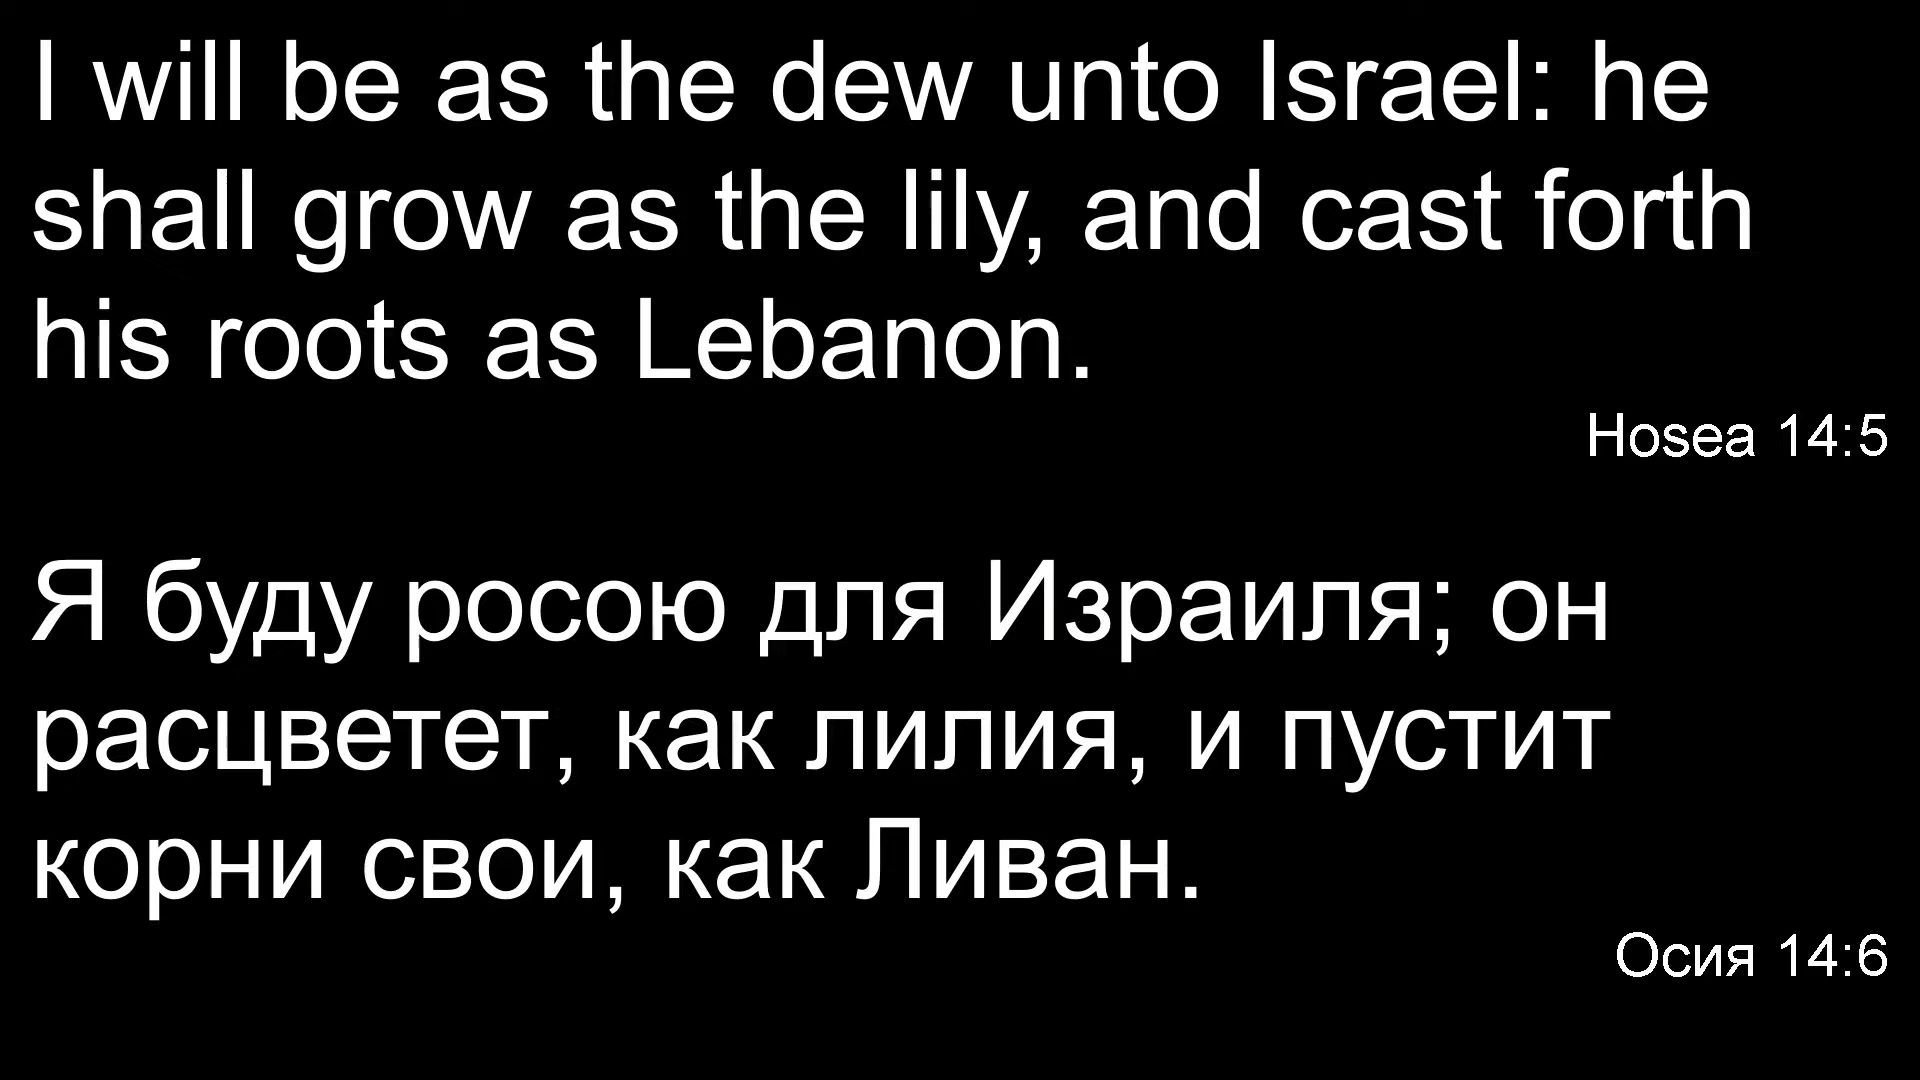 I will be as the dew unto Israel: he
shall grow as the lily, and cast forth
his roots as Lebanon.
Hosea 14:5
Я буду росою для Израиля; он
расцветет, как лилия, и пустит
корни свои, как Ливан.
Осия 14:6